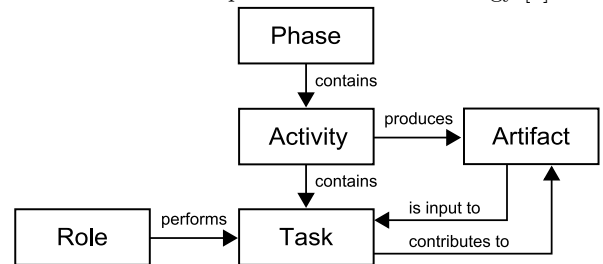 Phase
contains
Activity
produces
Artifact
contains
is input to
Role
performs
Task
contributes to